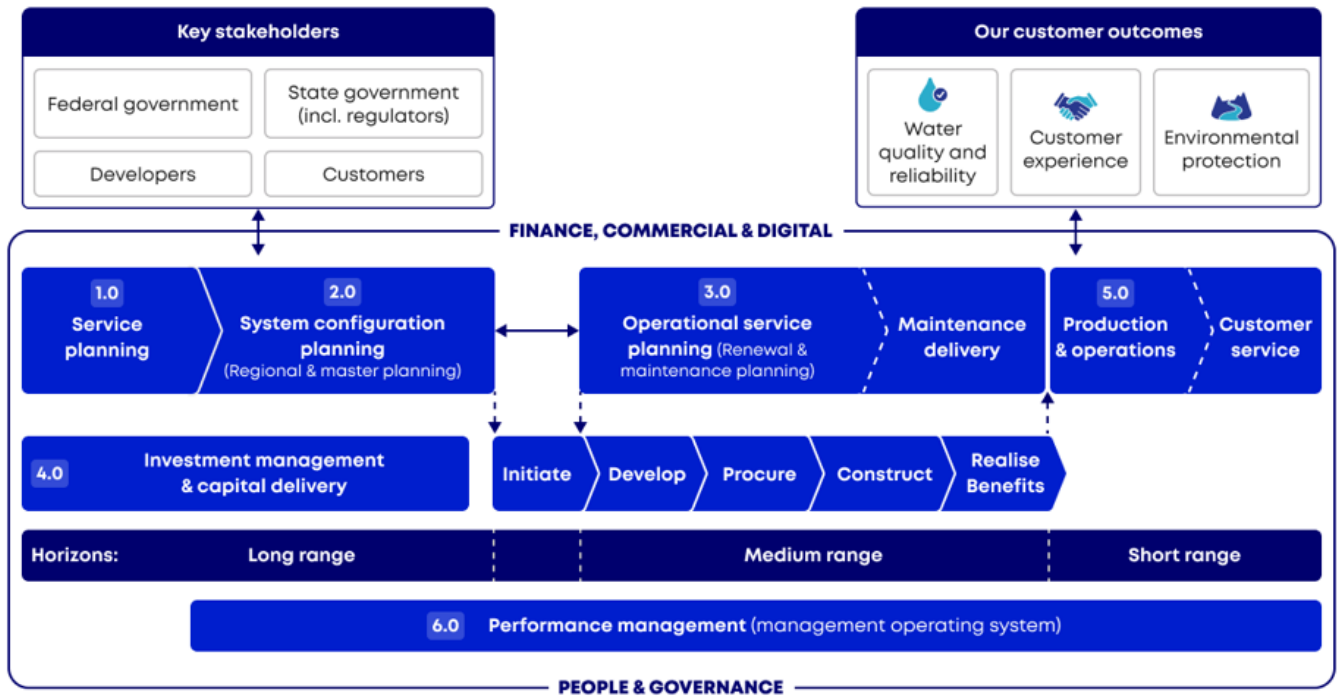 Key stakeholders
Federal government
State government
(incl. regulators)
Developers
Customers
Our customer outcomes
Water
quality and
reliability
Customer
experience
Environmental
protection
FINANCE, COMMERCIAL & DIGITAL
1.0
Service
planning
2.0
System configuration
planning
(Regional & master planning)
3.0
Operational service
planning (Renewal &
maintenance planning)
Maintenance
delivery
5.0
Production
& operations
Customer
service
4.0
Investment management
& capital delivery
Initiate
Develop
Procure
Construct
Realise
Benefits
Horizons:
Long range
Medium range
Short range
6.0
Performance management (management operating system)
PEOPLE & GOVERNANCE